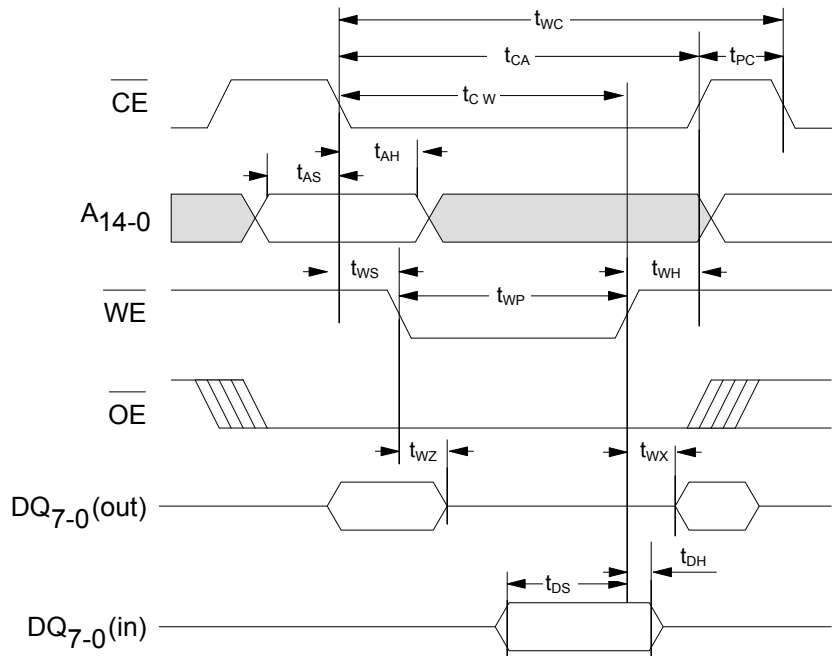 tWC
tCA
tPC
CE
tC W
tAH
tAS
A14-0
tWS
tWH
tWP
WE
OE
tWZ
tWX
DQ7-0(out)
tDH
tDS
DQ7-0(in)